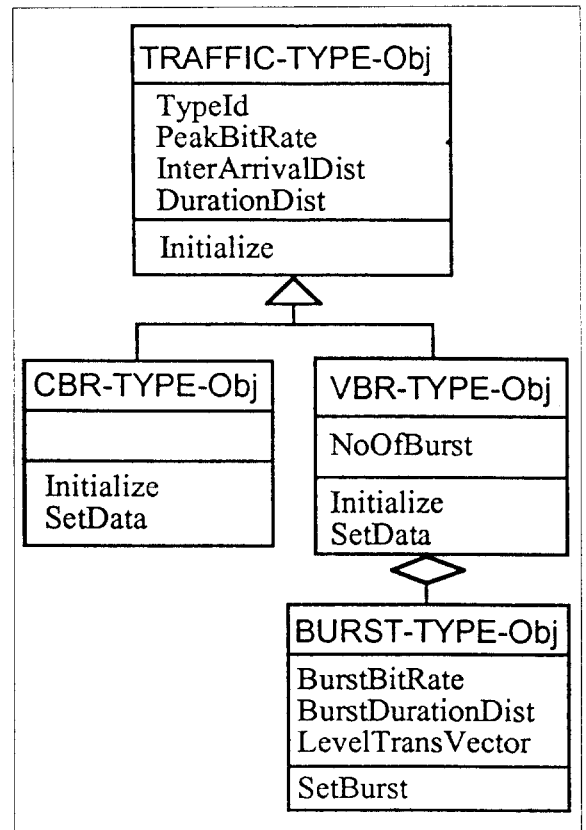 TRAFFIC-TYPE-Obj
TypeId
PeakBitRate
InterArrivalDist
DurationDist
Initialize
CBR-TYPE-Obj
Initialize
SetData
VBR-TYPE-Obj
NoOfBurst
Initialize
SetData
BURST-TYPE-Obj
BurstBitRate
BurstDurationDist
LevelTransVector
SetBurst